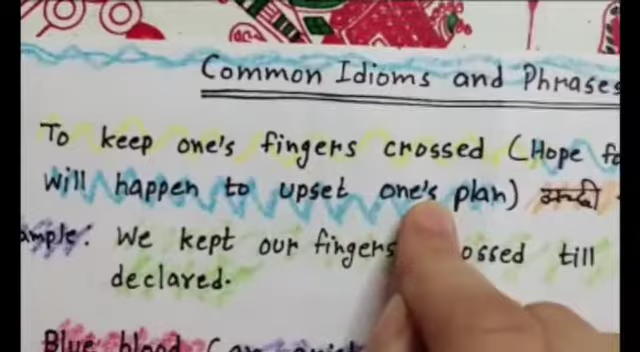 Common Idioms and Phrases
To keep one's fingers crossed (Hope
will happen to upset one's plan)
We kept our fingers till
declared.
Blue blood